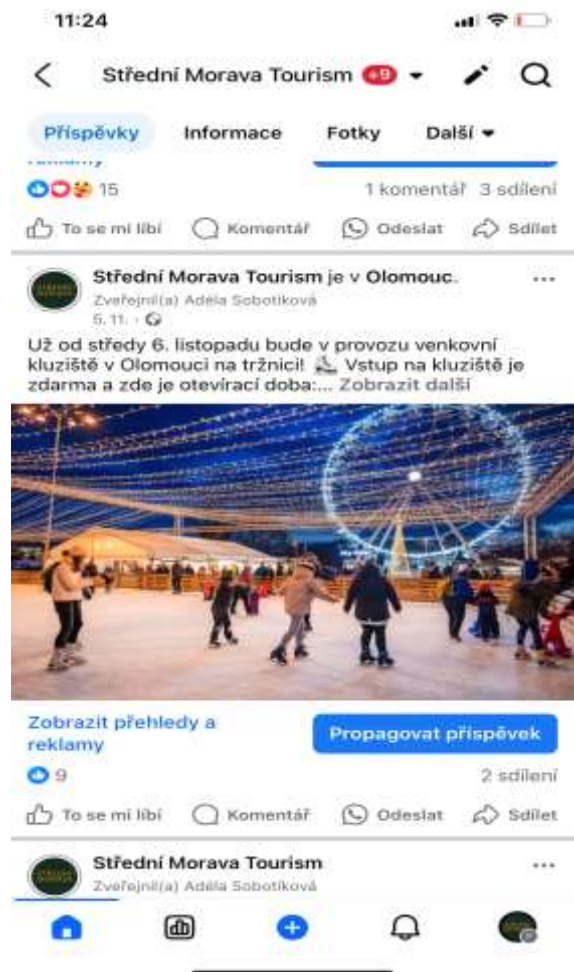 11:24
Střední Morava Tourism +9
Příspěvky Informace Fotky Další
reklamy
15 1 komentář 3 sdílení
To se mi líbí Komentář Odeslat Sdílet
Střední Morava Tourism je v Olomouc.
Zveřejnil(a) Adéla Sobotíková
5. 11. ·
Už od středy 6. listopadu bude v provozu venkovní
kluziště v Olomouci na tržnici! ⛸️ Vstup na kluziště je
zdarma a zde je otevírací doba:... Zobrazit další
Zobrazit přehledy a
reklamy
Propagovat příspěvek
9 2 sdílení
To se mi líbí Komentář Odeslat Sdílet
Střední Morava Tourism
Zveřejnil(a) Adéla Sobotíková